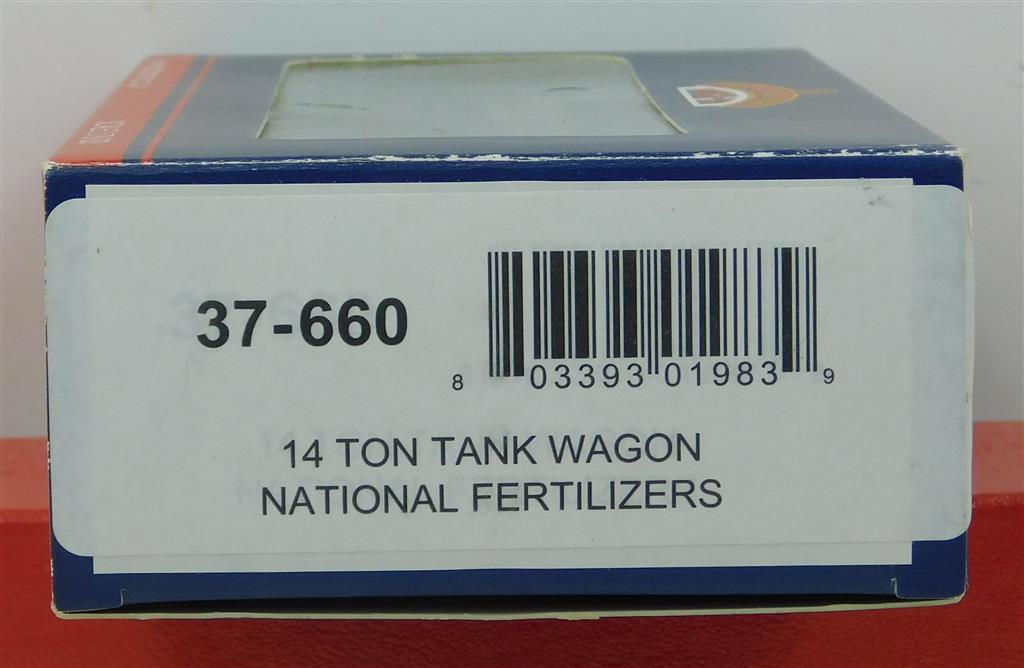 37-660
8 03393 01983 9
14 TON TANK WAGON
NATIONAL FERTILIZERS